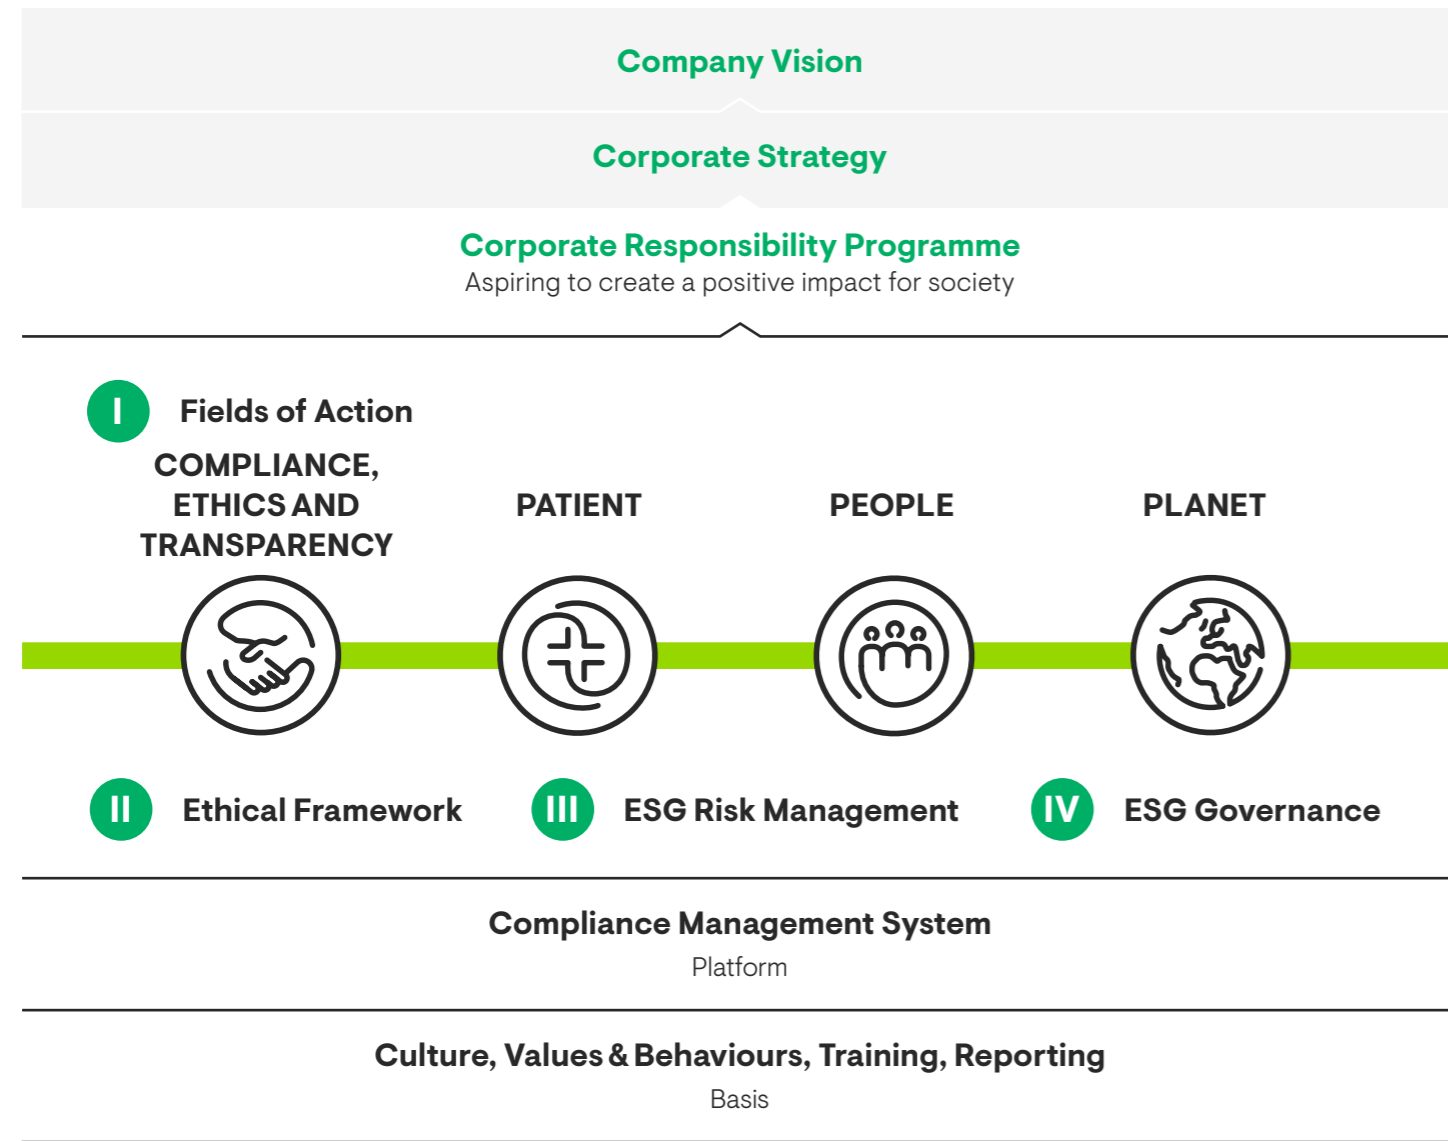 Company Vision
Corporate Strategy
Corporate Responsibility Programme
Aspiring to create a positive impact for society
I Fields of Action
COMPLIANCE,
ETHICS AND
TRANSPARENCY
PATIENT
PEOPLE
PLANET
II Ethical Framework
III ESG Risk Management
IV ESG Governance
Compliance Management System
Platform
Culture, Values & Behaviours, Training, Reporting
Basis